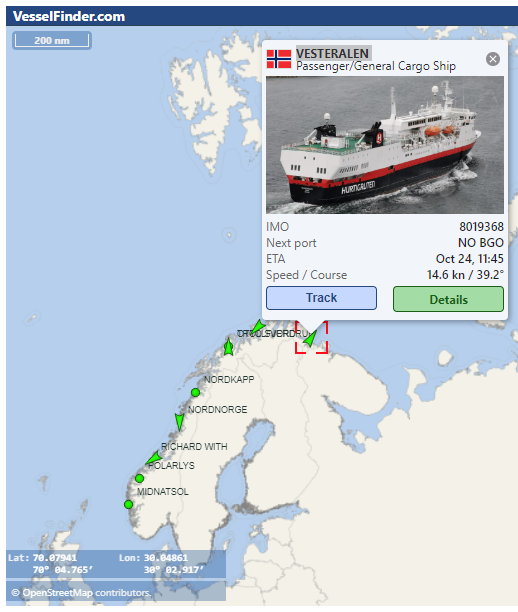 VesselFinder.com
200 nm
VESTERALEN
Passenger/General Cargo Ship
HURTIGRUTEN
IMO 8019368
Next port NO BGO
ETA Oct 24, 11:45
Speed / Course 14.6 kn / 39.2°
Track Details
NORDKAPP
NORDNORGE
RICHARD WITH
POLARLYS
MIDNATSOL
Lat: 70.07941 Lon: 30.04861
70° 04.765’ 30° 02.917’
© OpenStreetMap contributors.